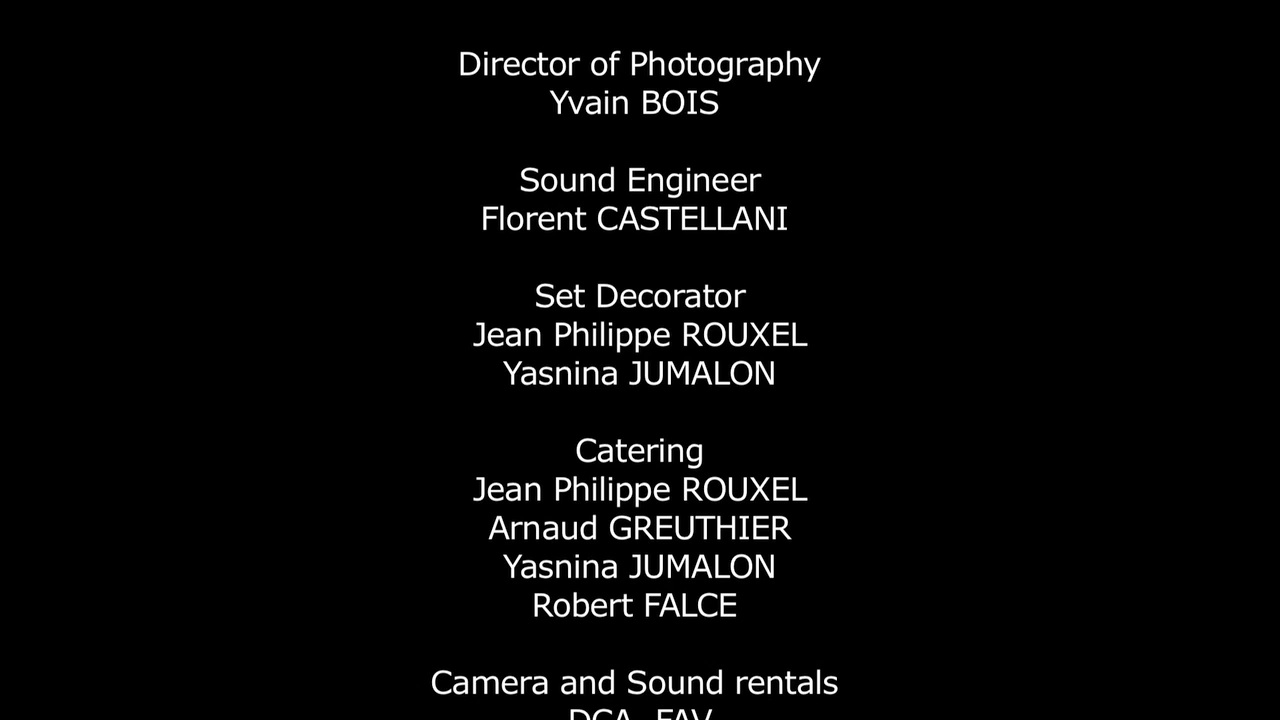 Director of Photography
Yvain BOIS
Sound Engineer
Florent CASTELLANI
Set Decorator
Jean Philippe ROUXEL
Yasnina JUMALON
Catering
Jean Philippe ROUXEL
Arnaud GREUTHIER
Yasnina JUMALON
Robert FALCE
Camera and Sound rentals